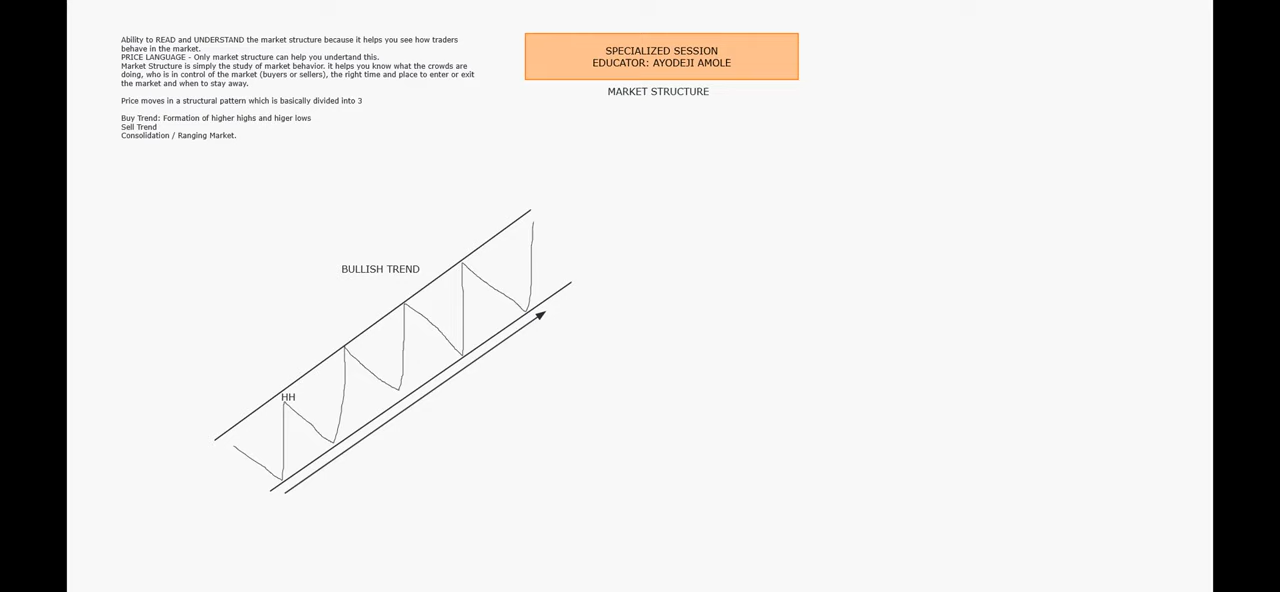 Ability to READ and UNDERSTAND the market structure because it helps you see how traders
behave in the market.
PRICE LANGUAGE - Only market structure can help you undertand this.
Market Structure is simply the study of market behavior. it helps you know what the crowds are
doing, who is in control of the market (buyers or sellers), the right time and place to enter or exit
the market and when to stay away.
Price moves in a structural pattern which is basically divided into 3
Buy Trend: Formation of higher highs and higer lows
Sell Trend
Consolidation / Ranging Market.
SPECIALIZED SESSION
EDUCATOR: AYODEJI AMOLE
MARKET STRUCTURE
BULLISH TREND
HH